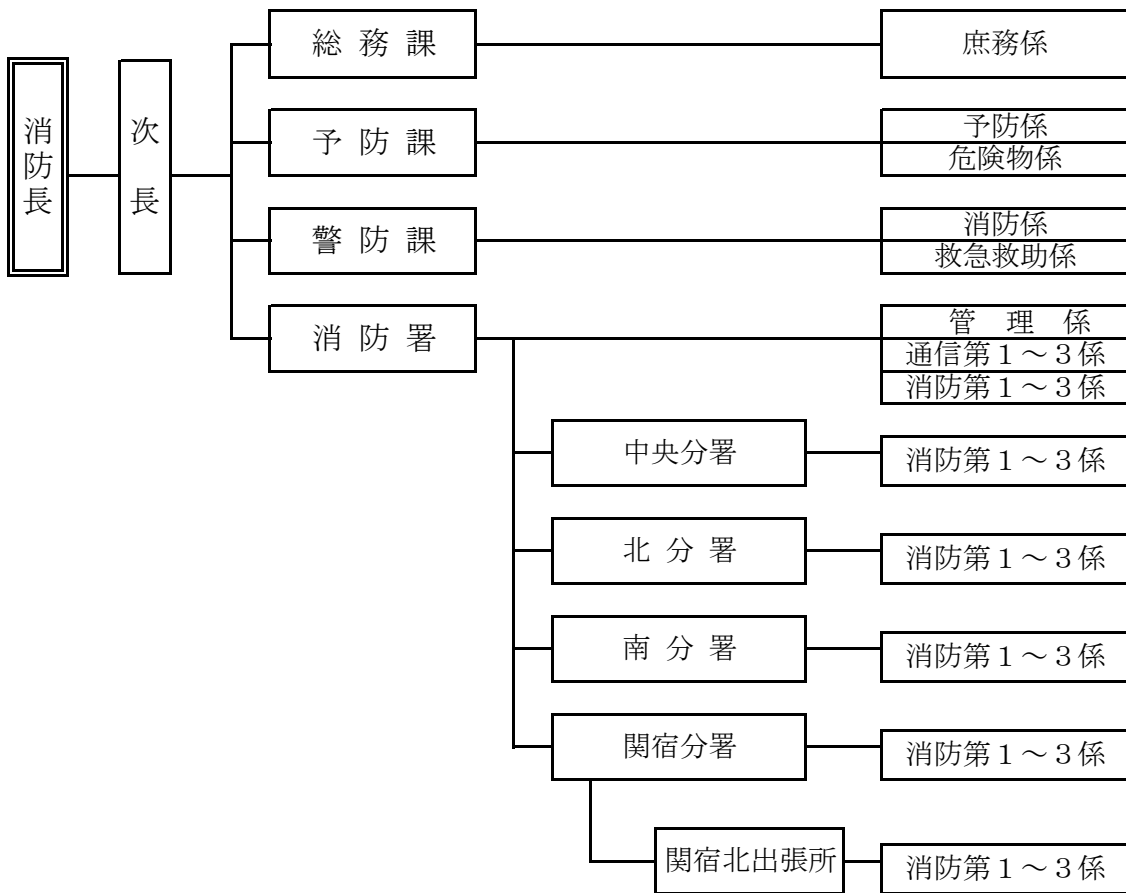 消防長
次長
総務課
庶務係
予防課
予防係
危険物係
警防課
消防係
救急救助係
消防署
管理係
通信第１～３係
消防第１～３係
中央分署
消防第１～３係
北分署
消防第１～３係
南分署
消防第１～３係
関宿分署
消防第１～３係
関宿北出張所
消防第１～３係